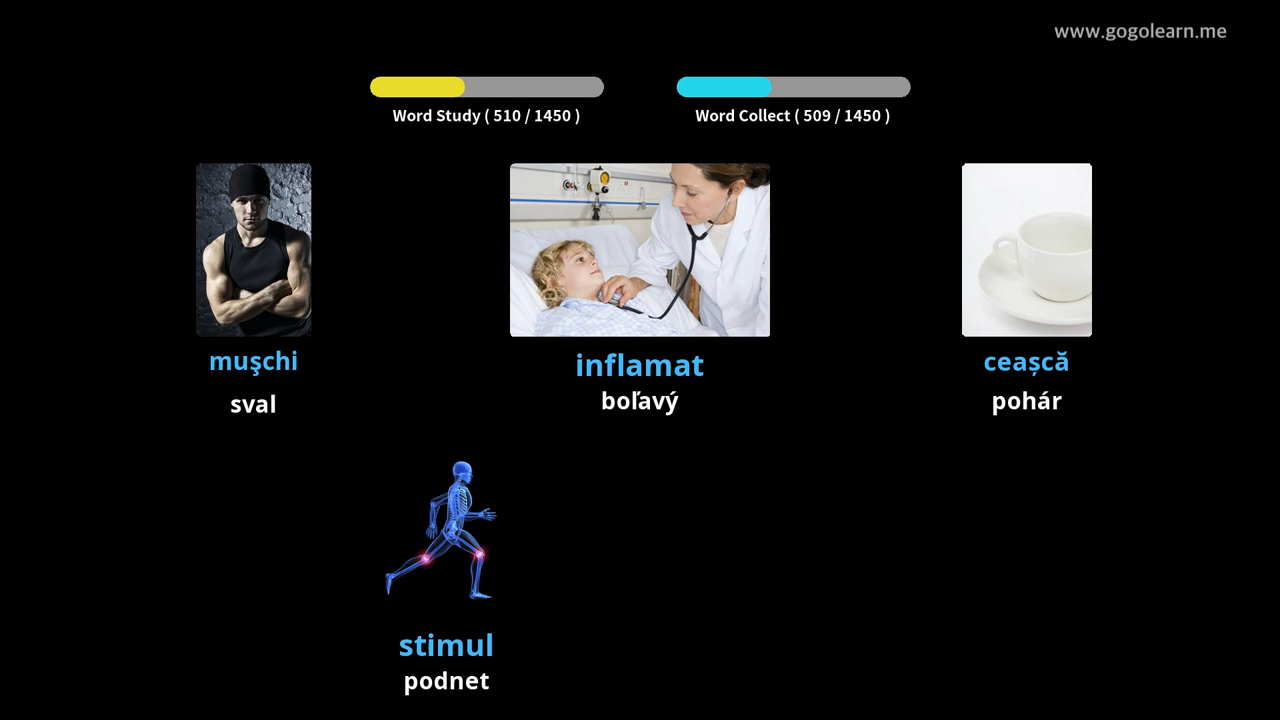 www.gogolearn.me
Word Study ( 510 / 1450 )
Word Collect ( 509 / 1450 )
muşchi
sval
inflamat
boľavý
ceașcă
pohár
stimul
podnet